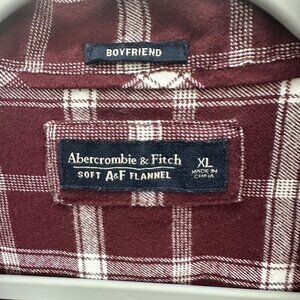 BOYFRIEND
Abercrombie & Fitch
SOFT A&F FLANNEL
XL
MADE IN
CHINA